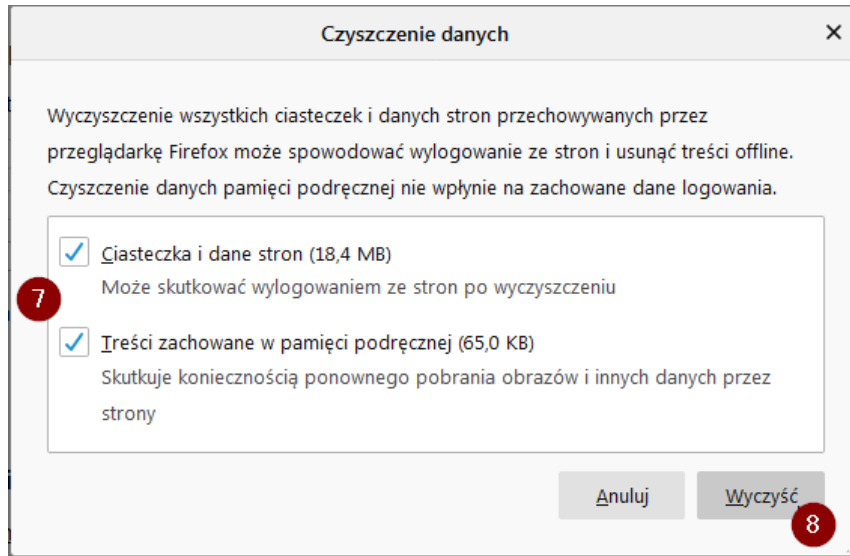 Czyszczenie danych
Wyczyszczenie wszystkich ciasteczek i danych stron przechowywanych przez
przeglądarkę Firefox może spowodować wylogowanie ze stron i usunąć treści offline.
Czyszczenie danych pamięci podręcznej nie wpłynie na zachowane dane logowania.
Ciasteczka i dane stron (18,4 MB)
7
Może skutkować wylogowaniem ze stron po wyczyszczeniu
Treści zachowane w pamięci podręcznej (65,0 KB)
Skutkuje koniecznością ponownego pobrania obrazów i innych danych przez
strony
Anuluj Wyczyść
8